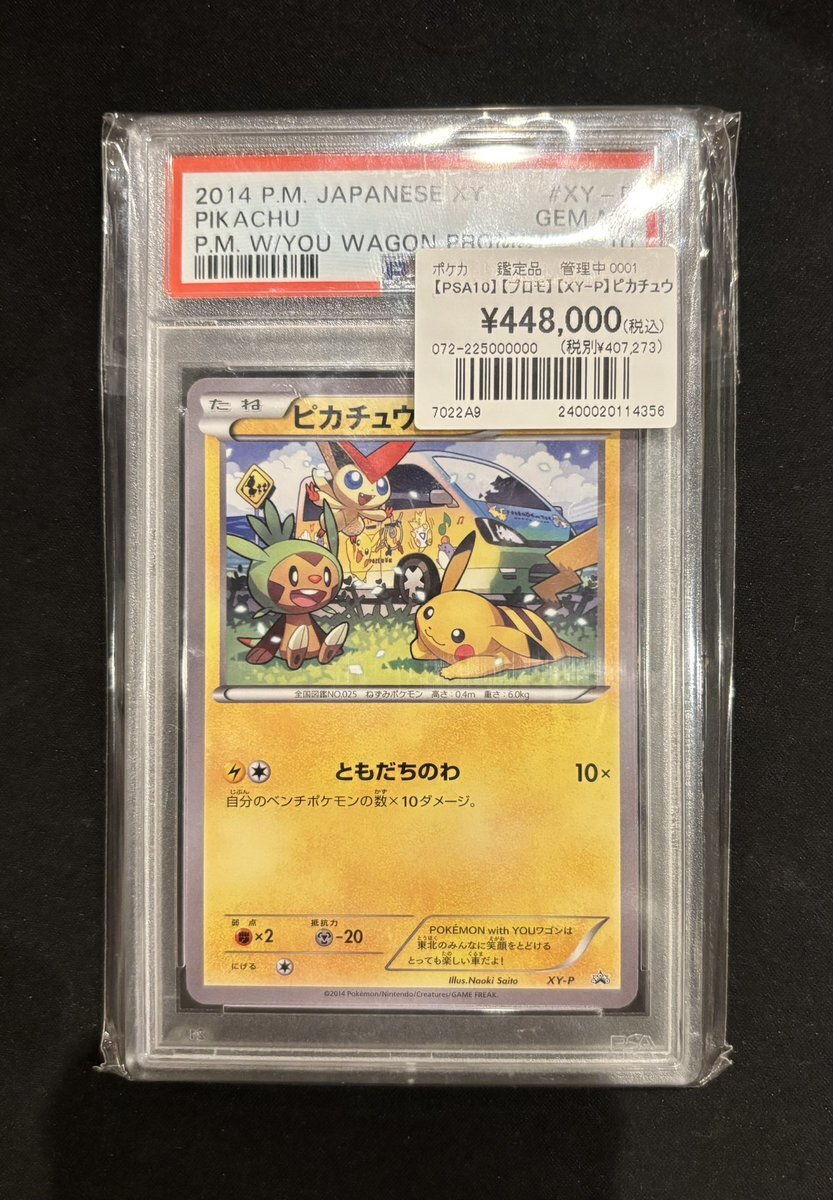 2014 P.M. JAPANESE XY #XY-P
PIKACHU GEM
P.M. W/YOU WAGON PROMO 10
ポケカ 鑑定品 管理中 0001
【PSA10】【プロモ】【XY-P】ピカチュウ
¥448,000(税込)
072-225000000 (税別¥407,273)
7022A9 2400020114356
たね ピカチュウ
全国図鑑NO.025 ねずみポケモン 高さ:0.4m 重さ:6.0kg
ともだちのわ 10×
自分のベンチポケモンの数×10ダメージ。
弱点 抵抗力
×2 -20
にげる
POKÉMON with YOUワゴンは
東北のみんなに笑顔をとどける
とっても楽しい車だよ!
Illus.Naoki Saito XY-P
©2014 Pokémon/Nintendo/Creatures/GAME FREAK.
PSA